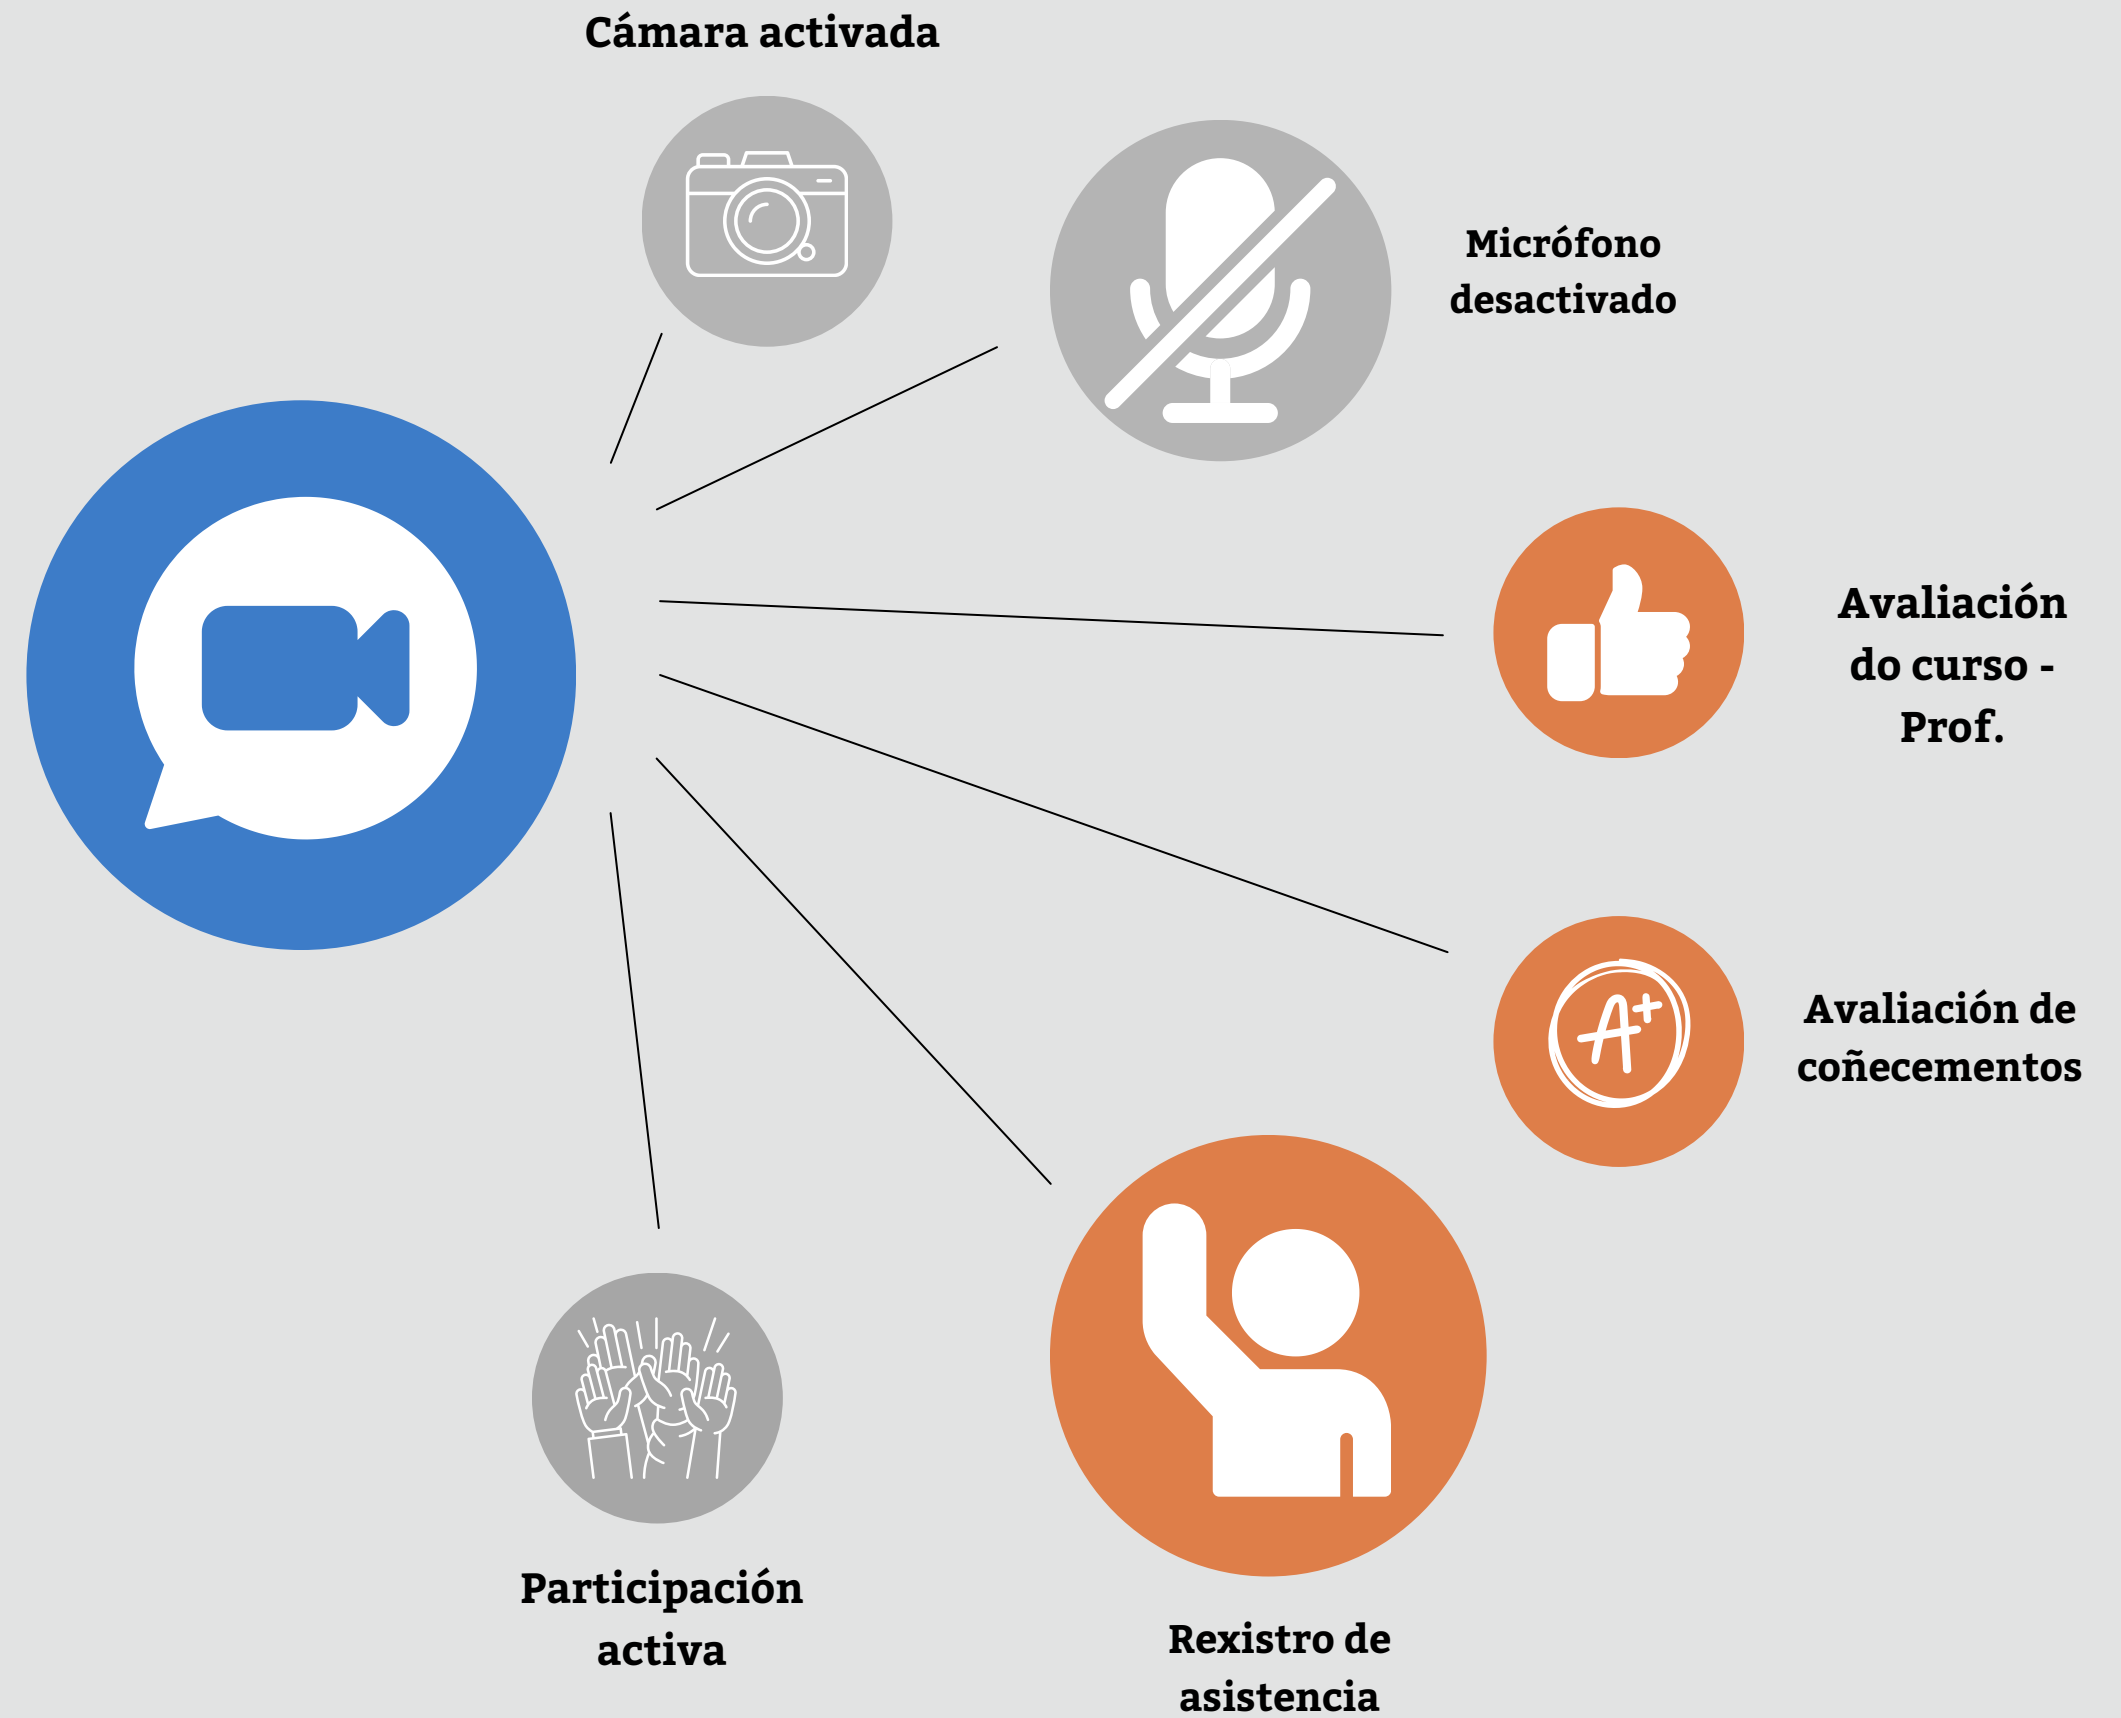 Cámara activada
Micrófono
desactivado
Avaliación
do curso -
Prof.
Avaliación de
coñecementos
Rexistro de
asistencia
Participación
activa
A+